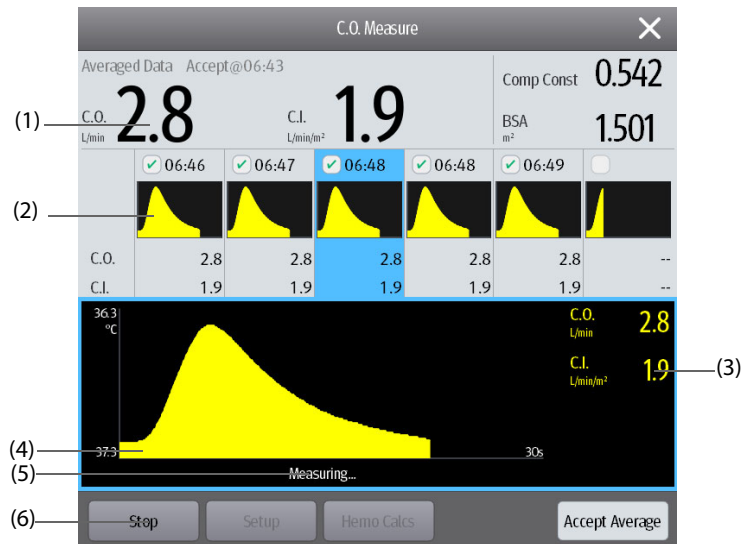 C.O. Measure
Averaged Data Accept@06:43
C.O. L/min 2.8 C.I. L/min/m² 1.9
Comp Const 0.542
BSA m² 1.501
(1)
06:46 06:47 06:48 06:48 06:49
(2)
C.O. 2.8 2.8 2.8 2.8 2.8 --
C.I. 1.9 1.9 1.9 1.9 1.9 --
36.3
°C
C.O. L/min 2.8
C.I. L/min/m² 1.9
(3)
(4)
37.3 30s
(5)
Measuring...
(6)
Stop Setup Hemo Calcs Accept Average